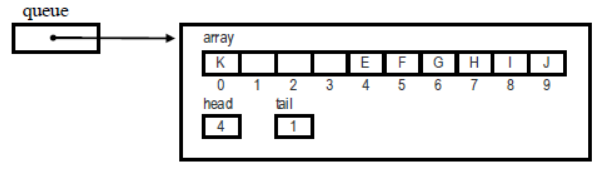 queue
array
K E F G H I J
0 1 2 3 4 5 6 7 8 9
head tail
4 1